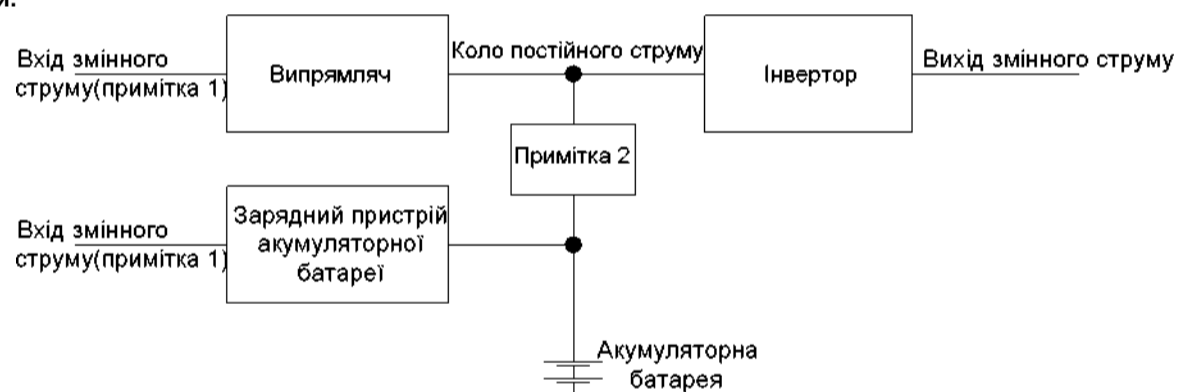 и.
Вхід змінного
струму(примітка 1)
Випрямляч
Коло постійного струму
Інвертор
Вихід змінного струму
Примітка 2
Вхід змінного
струму(примітка 1)
Зарядний пристрій
акумуляторної
батареї
Акумуляторна
батарея